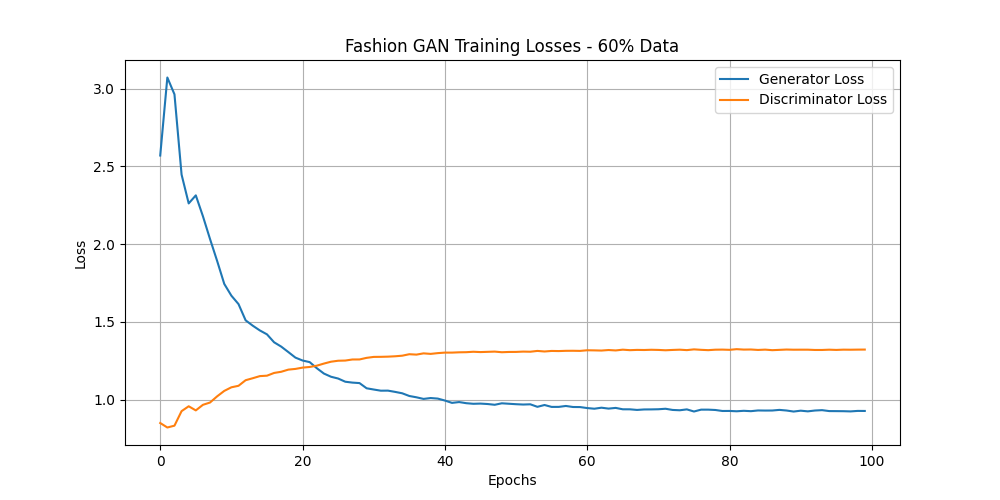 Fashion GAN Training Losses - 60% Data
Generator Loss
Discriminator Loss
3.0
2.5
2.0
1.5
1.0
Loss
0 20 40 60 80 100
Epochs